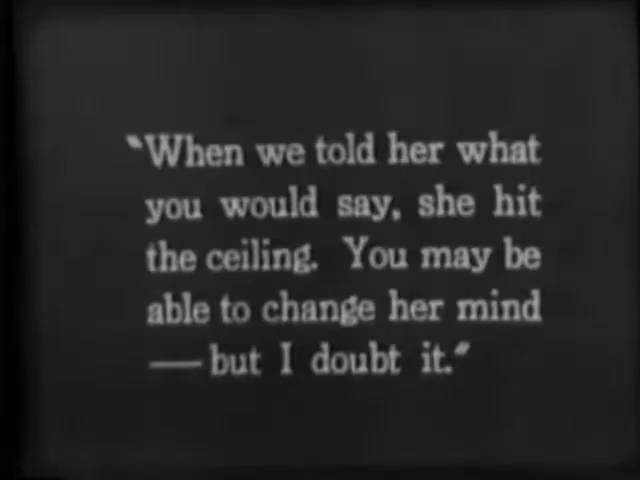 "When we told her what
you would say, she hit
the ceiling. You may be
able to change her mind
—but I doubt it."